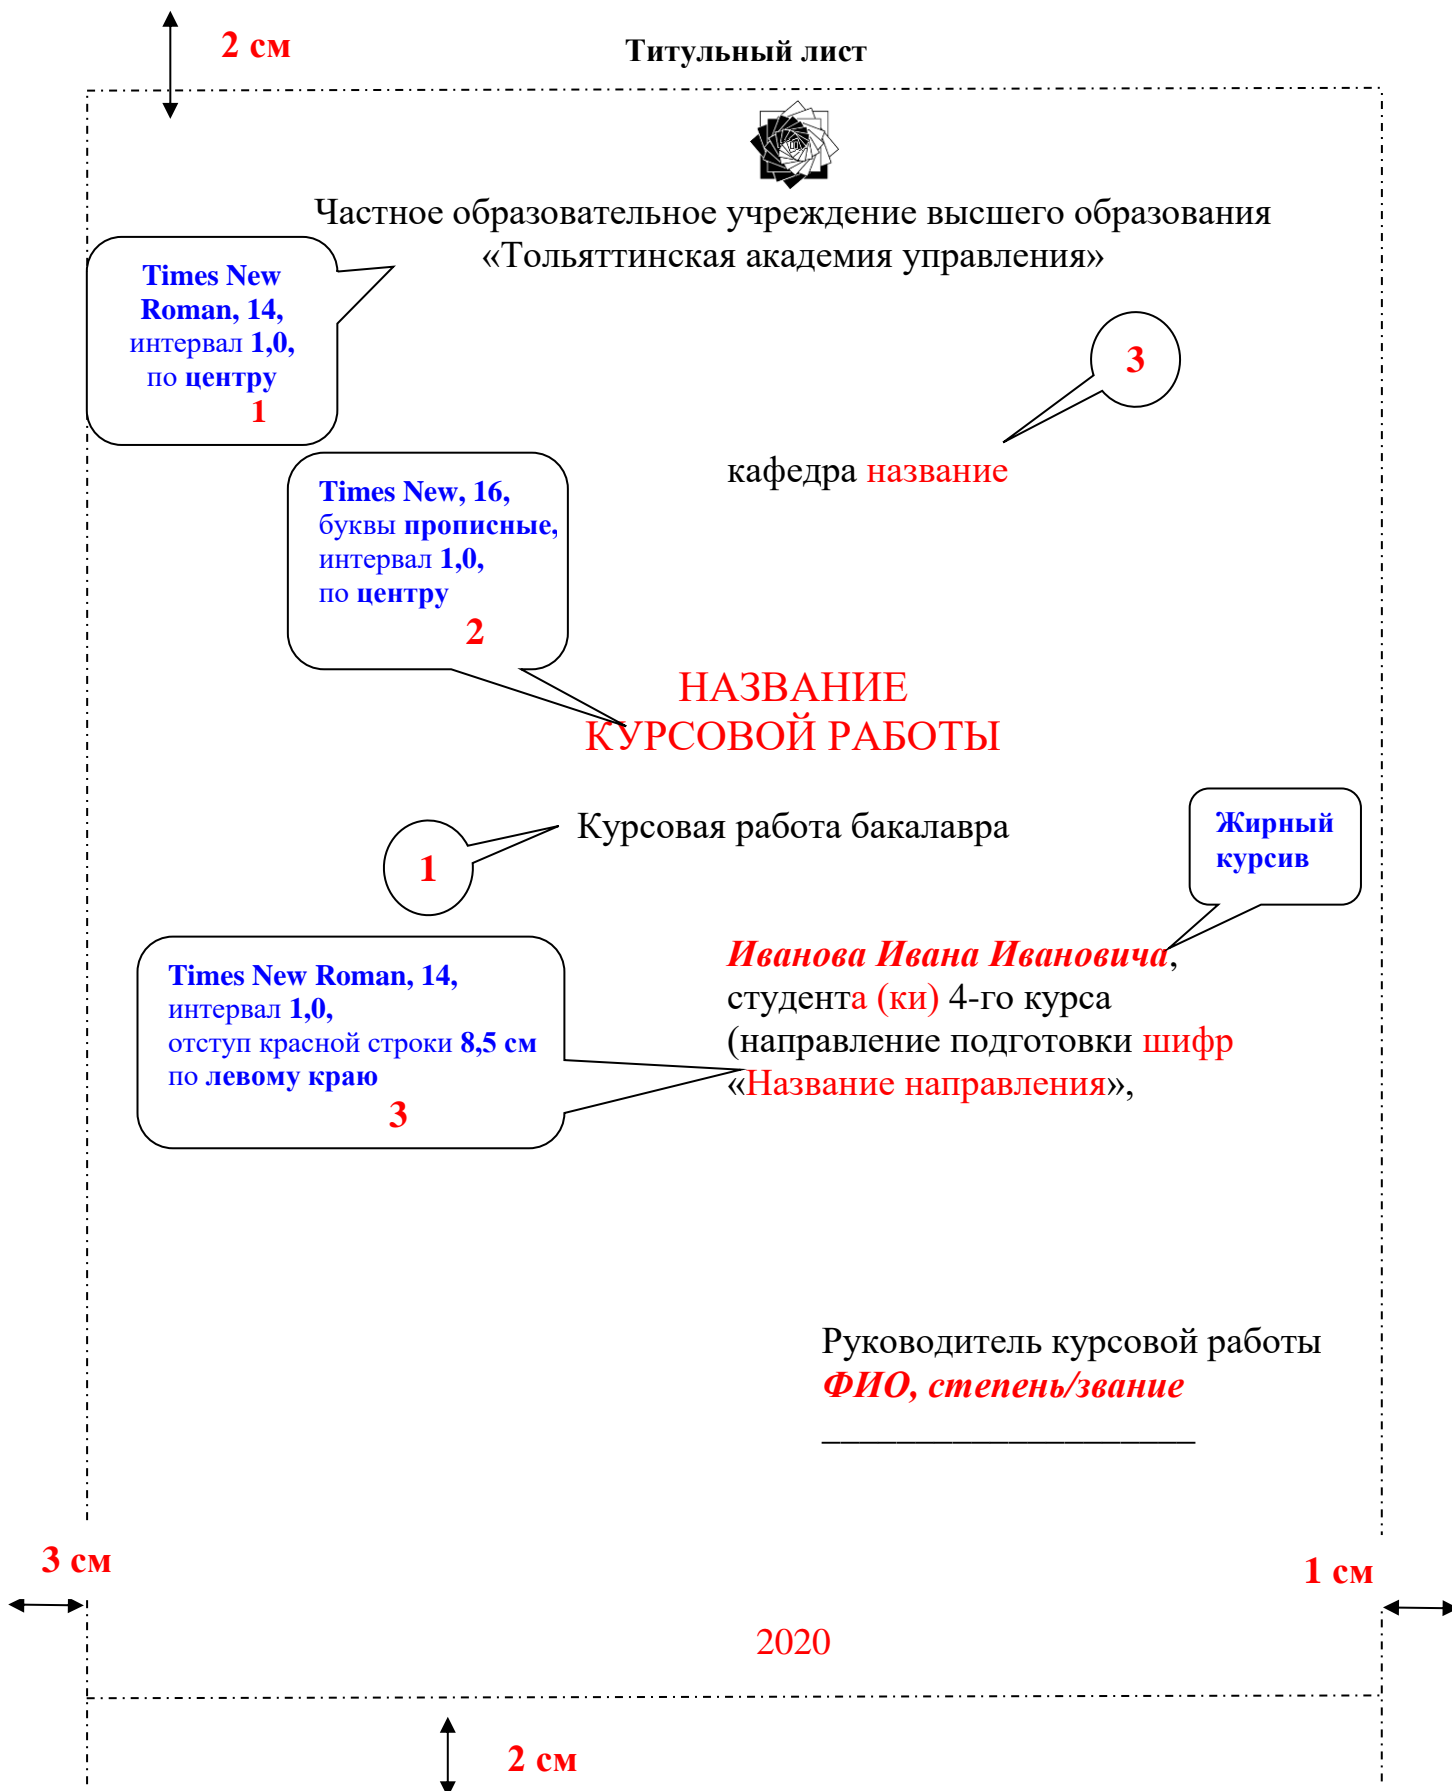 2 см
Титульный лист
Частное образовательное учреждение высшего образования
«Тольяттинская академия управления»
Times New
Roman, 14,
интервал 1,0,
по центру
1
3
кафедра название
Times New, 16,
буквы прописные,
интервал 1,0,
по центру
2
НАЗВАНИЕ
КУРСОВОЙ РАБОТЫ
Курсовая работа бакалавра
1
Жирный
курсив
Иванова Ивана Ивановича,
студента (ки) 4-го курса
(направление подготовки шифр
«Название направления»,
Times New Roman, 14,
интервал 1,0,
отступ красной строки 8,5 см
по левому краю
3
Руководитель курсовой работы
ФИО, степень/звание
____________________
3 см
1 см
2020
2 см